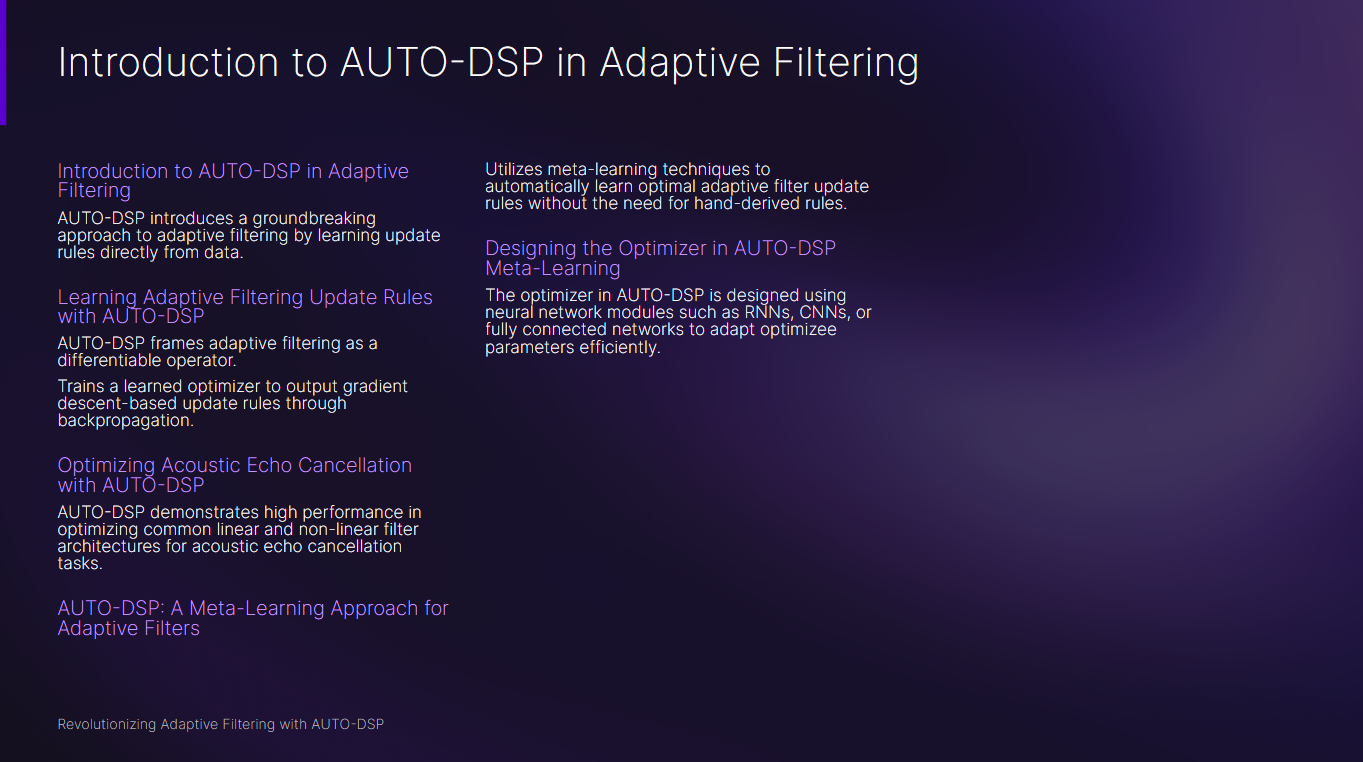 Introduction to AUTO-DSP in Adaptive Filtering
Introduction to AUTO-DSP in Adaptive
Filtering
AUTO-DSP introduces a groundbreaking
approach to adaptive filtering by learning update
rules directly from data.
Learning Adaptive Filtering Update Rules
with AUTO-DSP
AUTO-DSP frames adaptive filtering as a
differentiable operator.
Trains a learned optimizer to output gradient
descent-based update rules through
backpropagation.
Optimizing Acoustic Echo Cancellation
with AUTO-DSP
AUTO-DSP demonstrates high performance in
optimizing common linear and non-linear filter
architectures for acoustic echo cancellation
tasks.
AUTO-DSP: A Meta-Learning Approach for
Adaptive Filters
Utilizes meta-learning techniques to
automatically learn optimal adaptive filter update
rules without the need for hand-derived rules.
Designing the Optimizer in AUTO-DSP
Meta-Learning
The optimizer in AUTO-DSP is designed using
neural network modules such as RNNs, CNNs, or
fully connected networks to adapt optimizee
parameters efficiently.
Revolutionizing Adaptive Filtering with AUTO-DSP